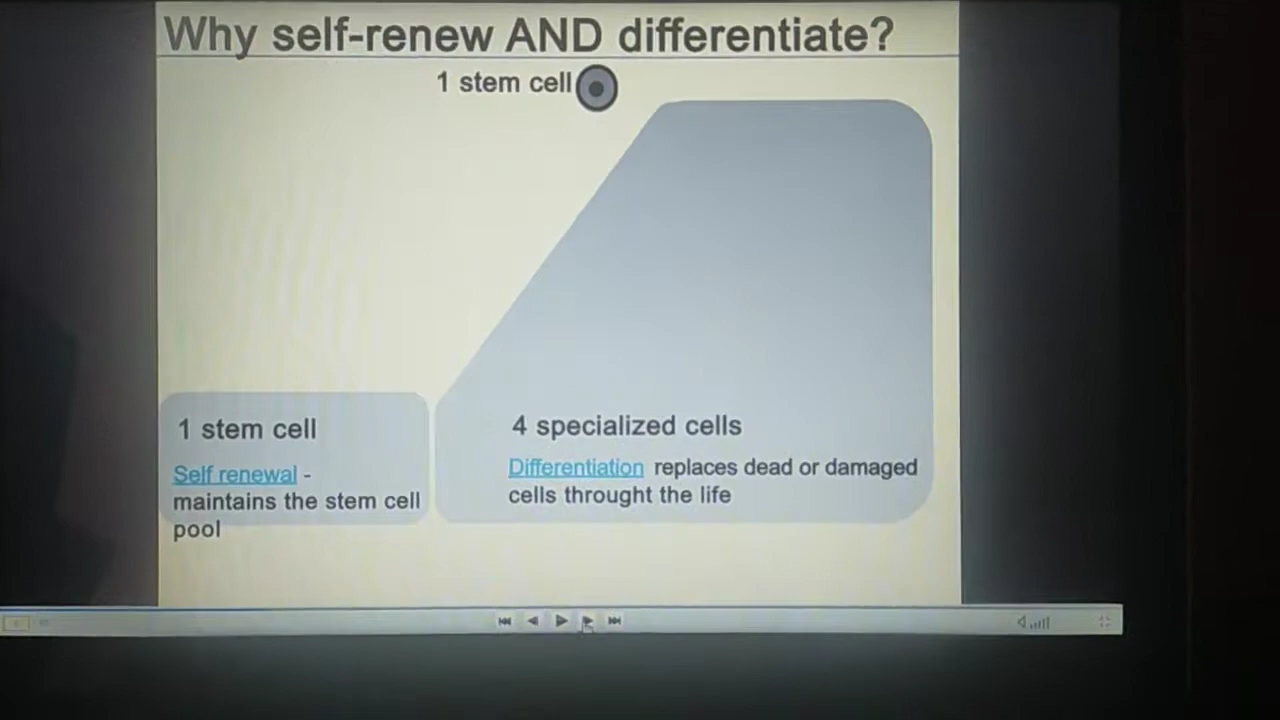 Why self-renew AND differentiate?
1 stem cell
1 stem cell
Self renewal -
maintains the stem cell
pool
4 specialized cells
Differentiation replaces dead or damaged
cells throught the life